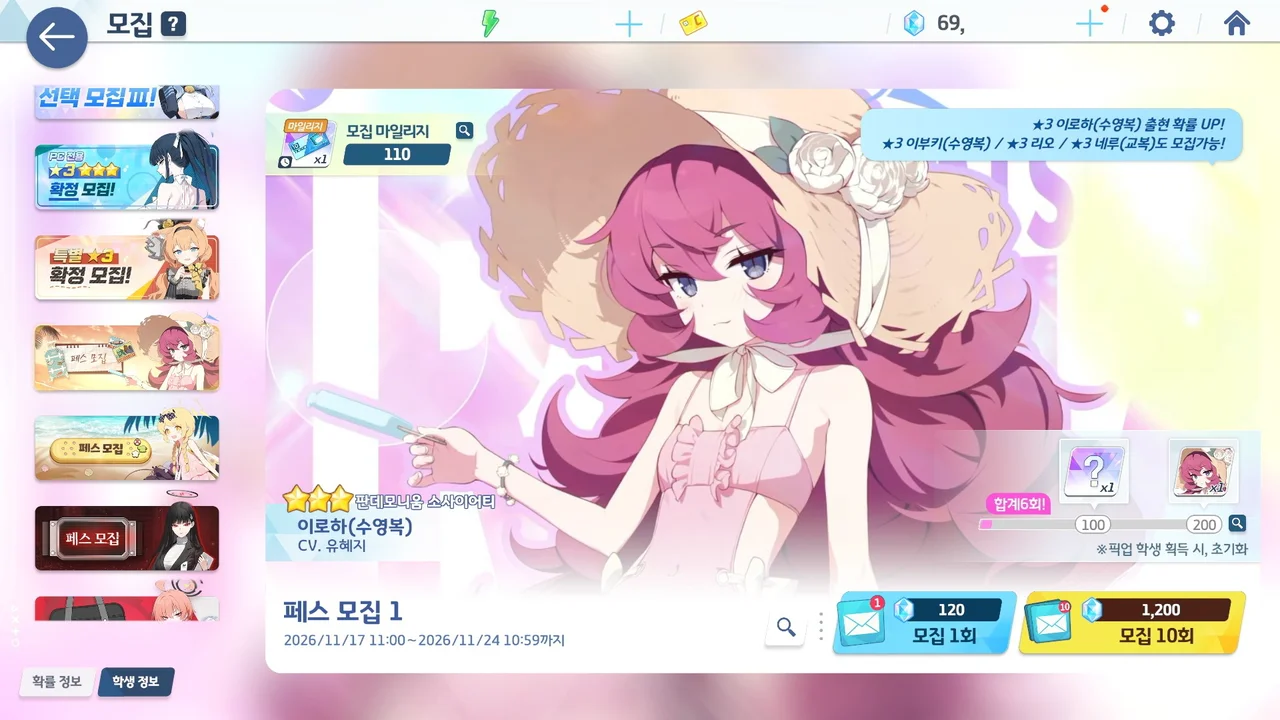 모집 ?
69,
선택 모집 III!
PC 전용
★3 ★★★
확정 모집!
특별 ★3
확정 모집!
페스 모집
페스 모집
페스 모집
확률 정보
학생 정보
마일리지
x1
모집 마일리지
110
★3 이로하(수영복) 출현 확률 UP!
★3 이부키(수영복) / ★3 리오 / ★3 네루(교복)도 모집가능!
판데모니움 소사이어티
이로하(수영복)
CV. 유혜지
?
x1
x1
합계6회!
100
200
※픽업 학생 획득 시, 초기화
페스 모집 1
2026/11/17 11:00~2026/11/24 10:59까지
1
120
모집 1회
10
1,200
모집 10회